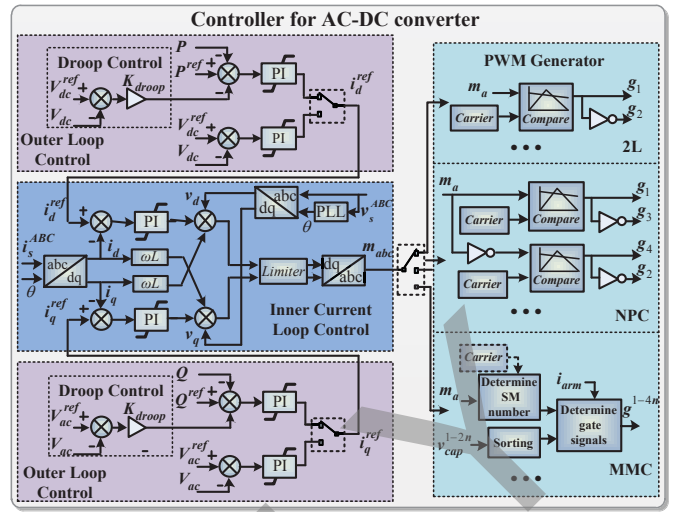 Controller for AC-DC converter
Droop Control
V_dc^ref
V_dc
K_droop
P
P^ref
PI
V_dc^ref
V_dc
PI
i_d^ref
Outer Loop
Control
i_d^ref
i_s^ABC
θ
abc
dq
i_d
i_q
i_q^ref
PI
ωL
ωL
PI
v_d
v_q
abc
dq
PLL
θ
v_s^ABC
Limiter
dq
abc
m_abc
Inner Current
Loop Control
Droop Control
V_ac^ref
V_ac
K_droop
Q
Q^ref
PI
V_ac^ref
V_ac
PI
i_q^ref
Outer Loop
Control
PWM Generator
m_a
Carrier
Compare
g_1
g_2
2L
m_a
Carrier
Compare
g_1
g_3
Carrier
Compare
g_4
g_2
NPC
Carrier
m_a
Determine
SM
number
i_arm
v_cap^1-2n
Sorting
Determine
gate
signals
g^1-4n
MMC